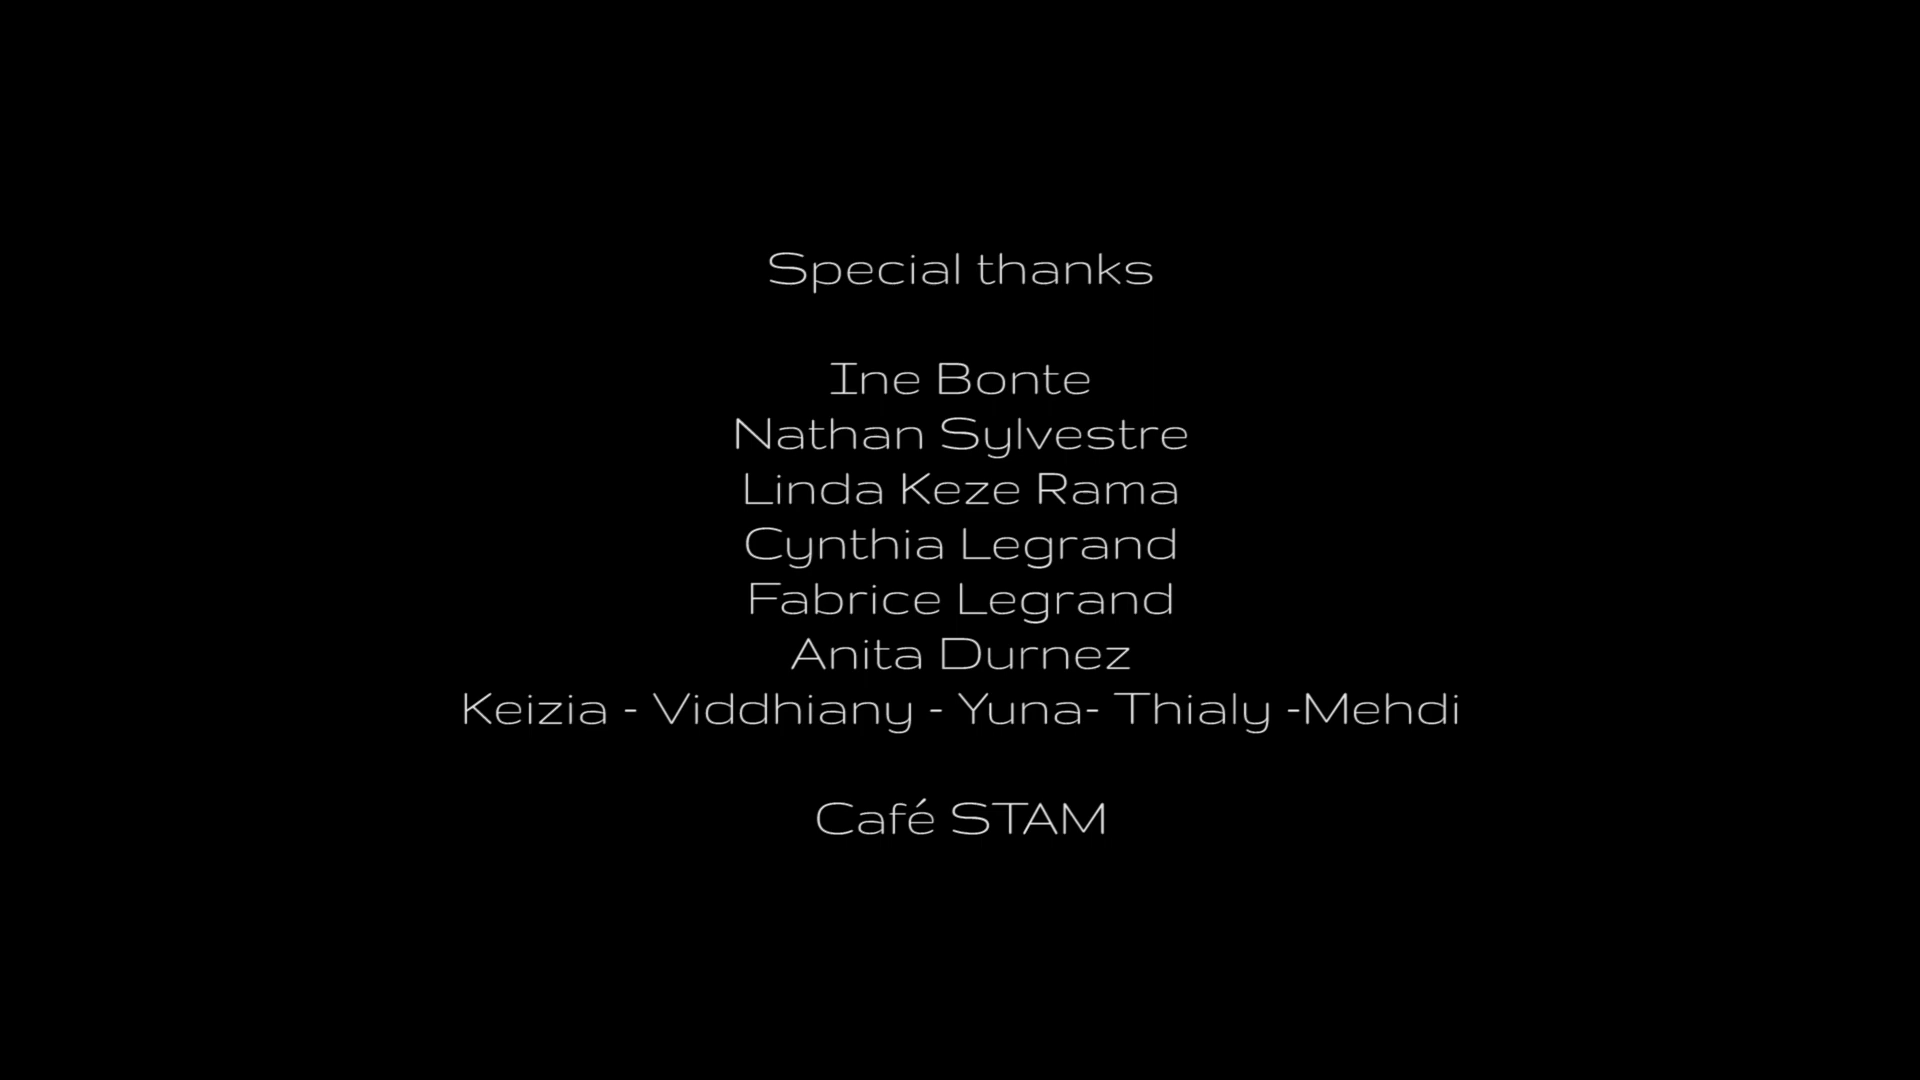 Special thanks
Ine Bonte
Nathan Sylvestre
Linda Keze Rama
Cynthia Legrand
Fabrice Legrand
Anita Durnez
Keizia - Viddhiany - Yuna- Thialy -Mehdi
Café STAM